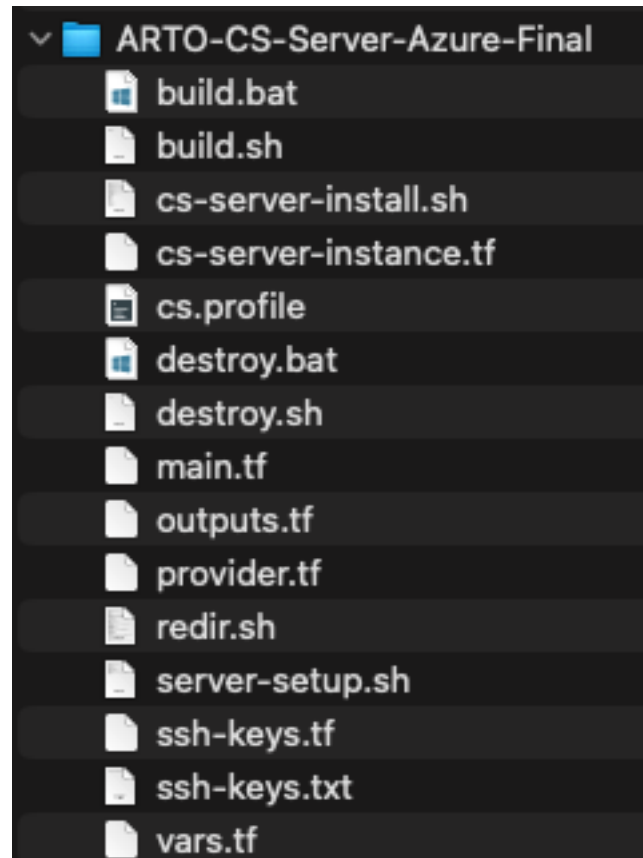 ARTO-CS-Server-Azure-Final
build.bat
build.sh
cs-server-install.sh
cs-server-instance.tf
cs.profile
destroy.bat
destroy.sh
main.tf
outputs.tf
provider.tf
redir.sh
server-setup.sh
ssh-keys.tf
ssh-keys.txt
vars.tf